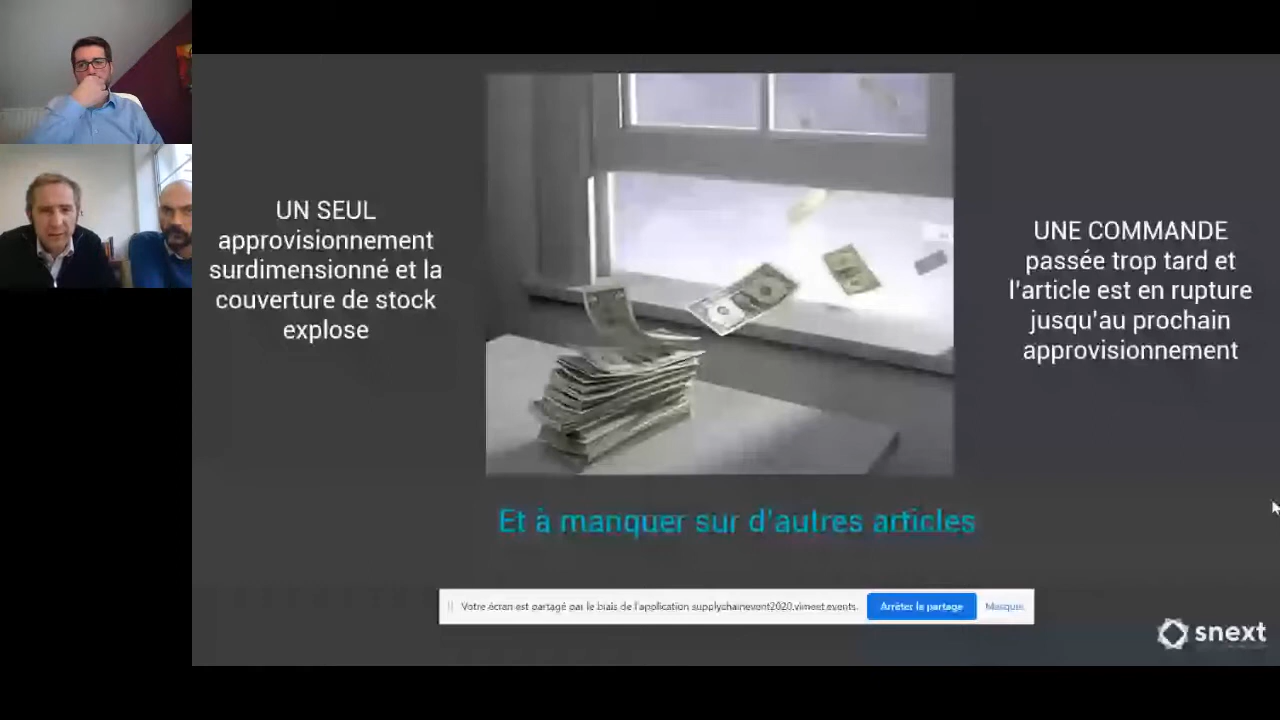 UN SEUL
approvisionnement
surdimensionné et la
couverture de stock
explose
UNE COMMANDE
passée trop tard et
l'article est en rupture
jusqu'au prochain
approvisionnement
Et à manquer sur d'autres articles
Votre écran est partagé par le biais de l'application supplychainevent2020.vimeet.events.
Arrêter le partage
Masquer
snext